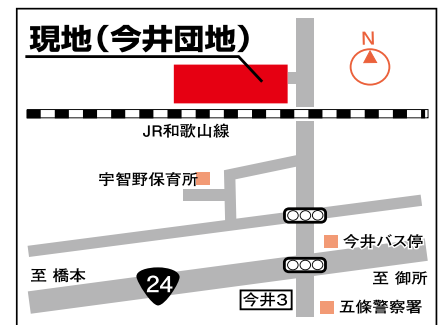 現地（今井団地）
N
JR和歌山線
宇智野保育所
今井バス停
至 橋本
24
至 御所
今井3
五條警察署